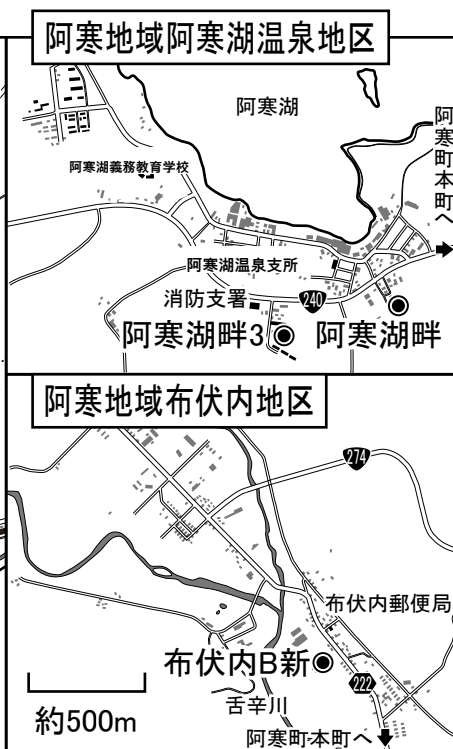 阿寒地域阿寒湖温泉地区
阿寒湖
阿寒町本町へ
阿寒湖義務教育学校
阿寒湖温泉支所
消防支署
240
阿寒湖畔3
阿寒湖畔
阿寒地域布伏内地区
274
布伏内郵便局
布伏内B新
222
舌辛川
約500m
阿寒町本町へ